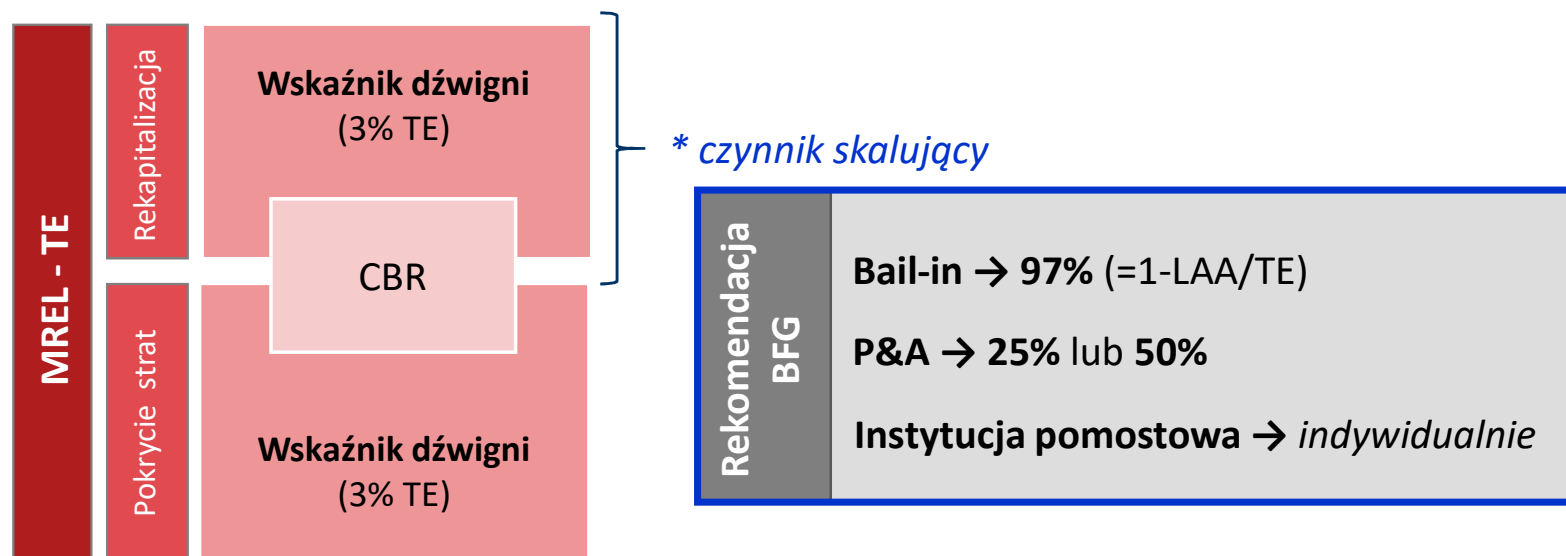 MREL - TE
Rekapitalizacja
Wskaźnik dźwigni
(3% TE)
CBR
Pokrycie strat
Wskaźnik dźwigni
(3% TE)
* czynnik skalujący
Rekomendacja
BFG
Bail-in → 97% (=1-LAA/TE)
P&A → 25% lub 50%
Instytucja pomostowa → indywidualnie